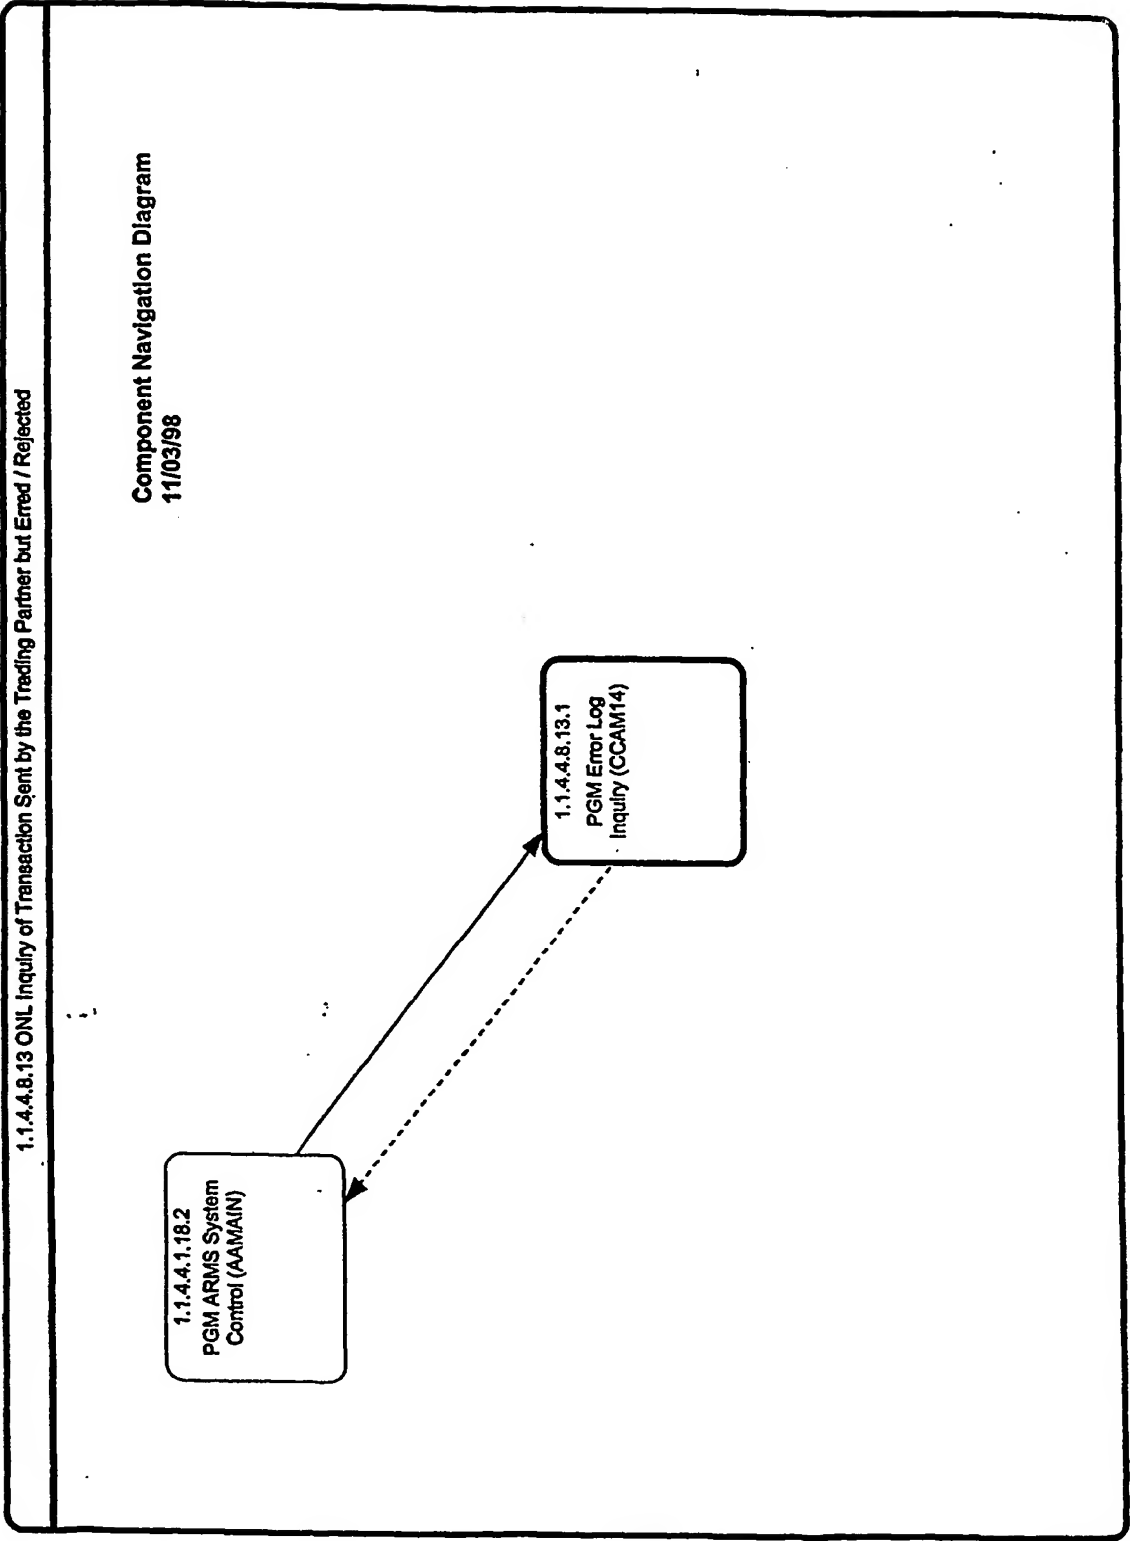 1.1.4.4.8.13 ONL Inquiry of Transaction Sent by the Trading Partner but Erred / Rejected
Component Navigation Diagram
11/03/98
1.1.4.4.1.18.2
PGM ARMS System
Control (AAMAIN)
1.1.4.4.8.13.1
PGM Error Log
Inquiry (CCAM14)